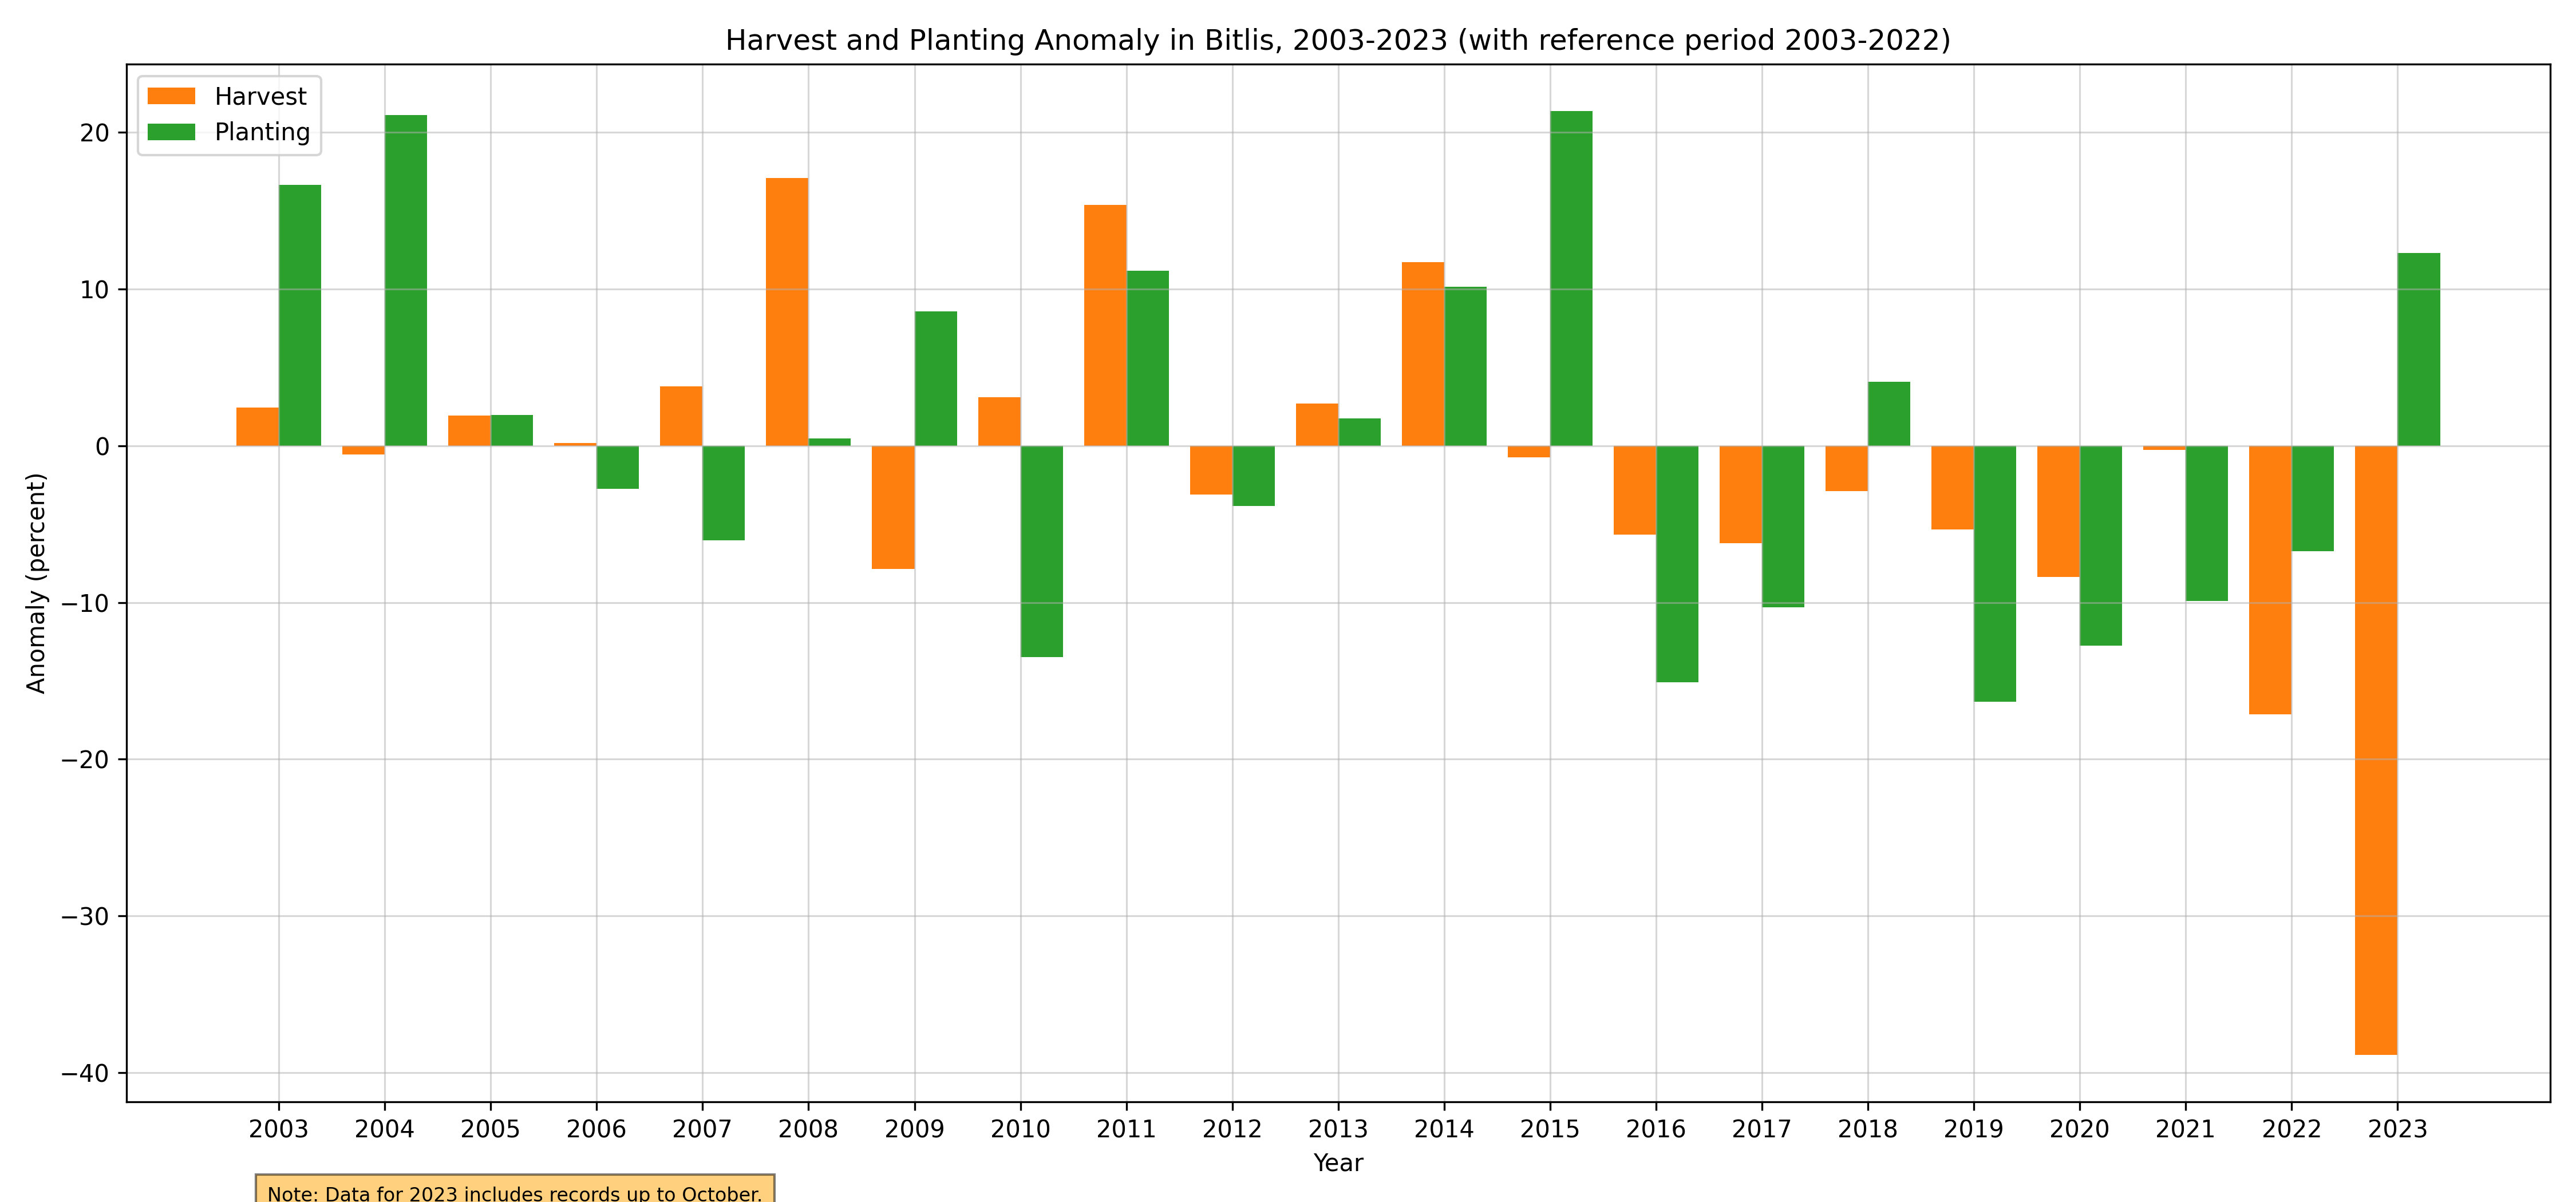 Harvest and Planting Anomaly in Bitlis, 2003-2023 (with reference period 2003-2022)
Harvest
Planting
Anomaly (percent)
20
10
0
−10
−20
−30
−40
2003 2004 2005 2006 2007 2008 2009 2010 2011 2012 2013 2014 2015 2016 2017 2018 2019 2020 2021 2022 2023
Year
Note: Data for 2023 includes records up to October.